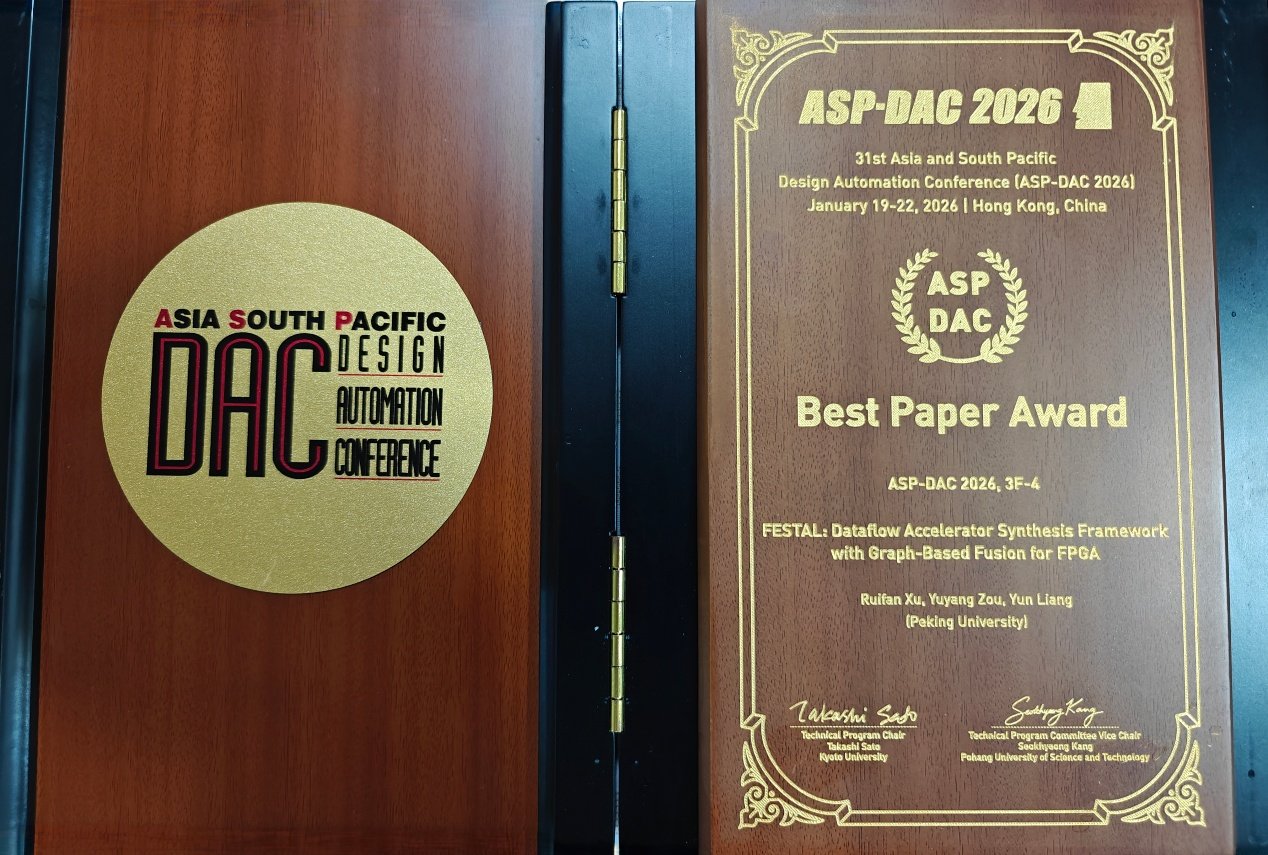 ASIA SOUTH PACIFIC
DAC
DESIGN
AUTOMATION
CONFERENCE
ASP-DAC 2026
31st Asia and South Pacific
Design Automation Conference (ASP-DAC 2026)
January 19-22, 2026 | Hong Kong, China
ASP
DAC
Best Paper Award
ASP-DAC 2026, 3F-4
FESTAL: Dataflow Accelerator Synthesis Framework
with Graph-Based Fusion for FPGA
Ruifan Xu, Yuyang Zou, Yun Liang
(Peking University)
Takashi Sato
Technical Program Chair
Takashi Sato
Kyoto University
Seokhyeong Kang
Technical Program Committee Vice Chair
Seokhyeong Kang
Pohang University of Science and Technology